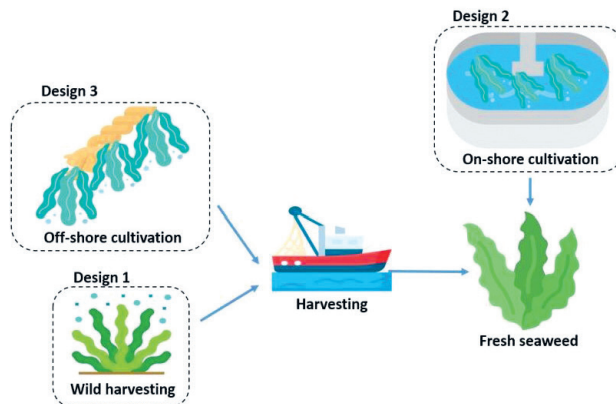 Design 2
On-shore cultivation
Design 3
Off-shore cultivation
Design 1
Wild harvesting
Harvesting
Fresh seaweed